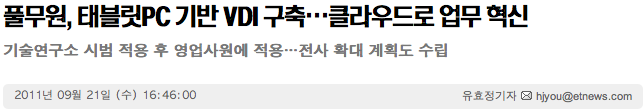 풀무원, 태블릿PC 기반 VDI 구축…클라우드로 업무 혁신
기술연구소 시범 적용 후 영업사원에 적용…전사 확대 계획도 수립
2011년 09월 21일 (수) 16:46:00 유효정기자 hjyou@etnews.com